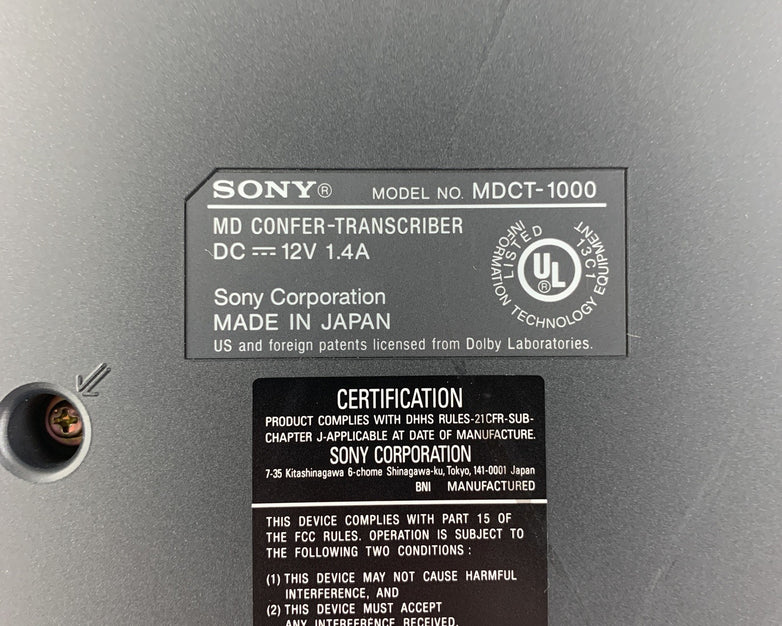 SONY® MODEL NO. MDCT-1000
MD CONFER-TRANSCRIBER
DC ⎓ 12V 1.4A
Sony Corporation
MADE IN JAPAN
US and foreign patents licensed from Dolby Laboratories.
LISTED 13C1
UL®
INFORMATION TECHNOLOGY EQUIPMENT
CERTIFICATION
PRODUCT COMPLIES WITH DHHS RULES-21CFR-SUB-
CHAPTER J-APPLICABLE AT DATE OF MANUFACTURE.
SONY CORPORATION
7-35 Kitashinagawa 6-chome Shinagawa-ku, Tokyo, 141-0001 Japan
BNI MANUFACTURED
THIS DEVICE COMPLIES WITH PART 15 OF
THE FCC RULES. OPERATION IS SUBJECT TO
THE FOLLOWING TWO CONDITIONS :
(1) THIS DEVICE MAY NOT CAUSE HARMFUL
INTERFERENCE, AND
(2) THIS DEVICE MUST ACCEPT
ANY INTERFERENCE RECEIVED,